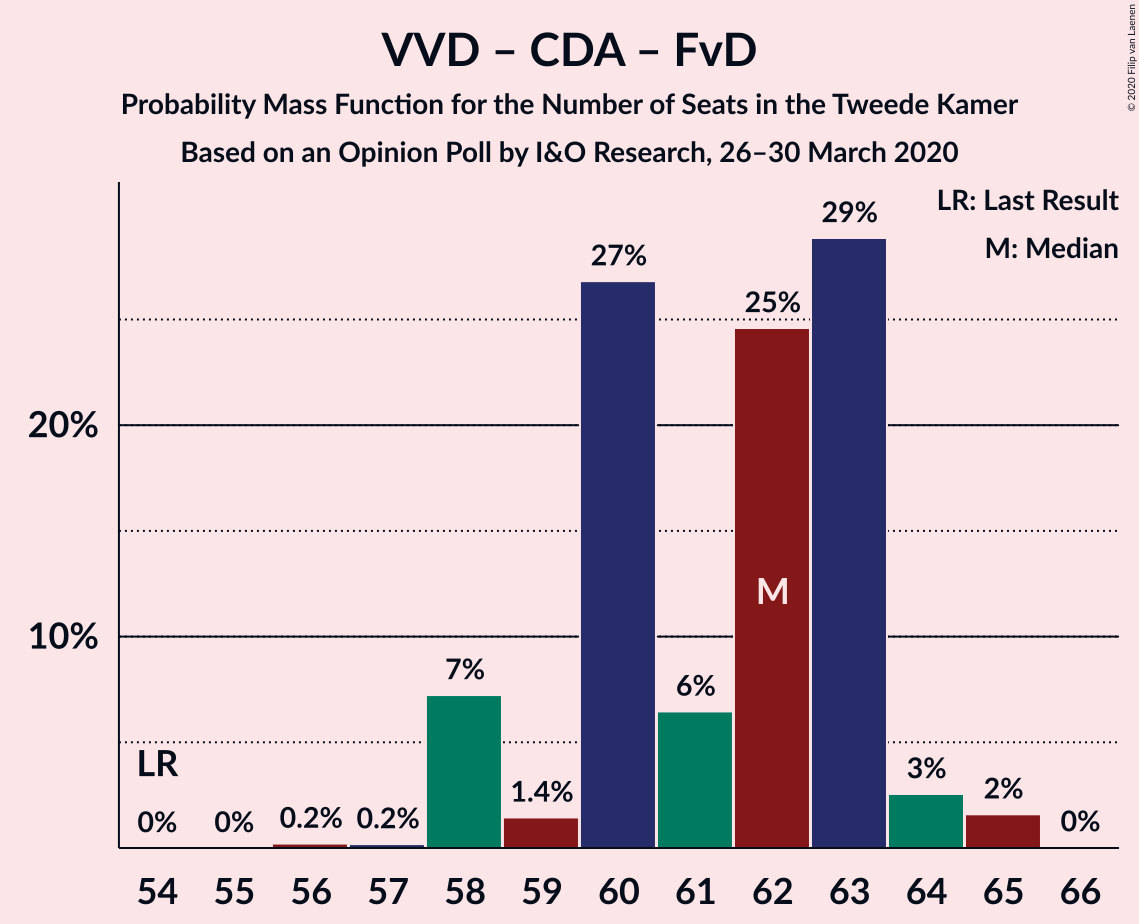 VVD – CDA – FvD
Probability Mass Function for the Number of Seats in the Tweede Kamer
Based on an Opinion Poll by I&O Research, 26–30 March 2020
© 2020 Filip van Laenen
LR: Last Result
M: Median
29%
27%
25%
20%
M
10%
7%
6%
LR
3%
2%
1.4%
0% 0% 0.2% 0.2% 0%
54 55 56 57 58 59 60 61 62 63 64 65 66